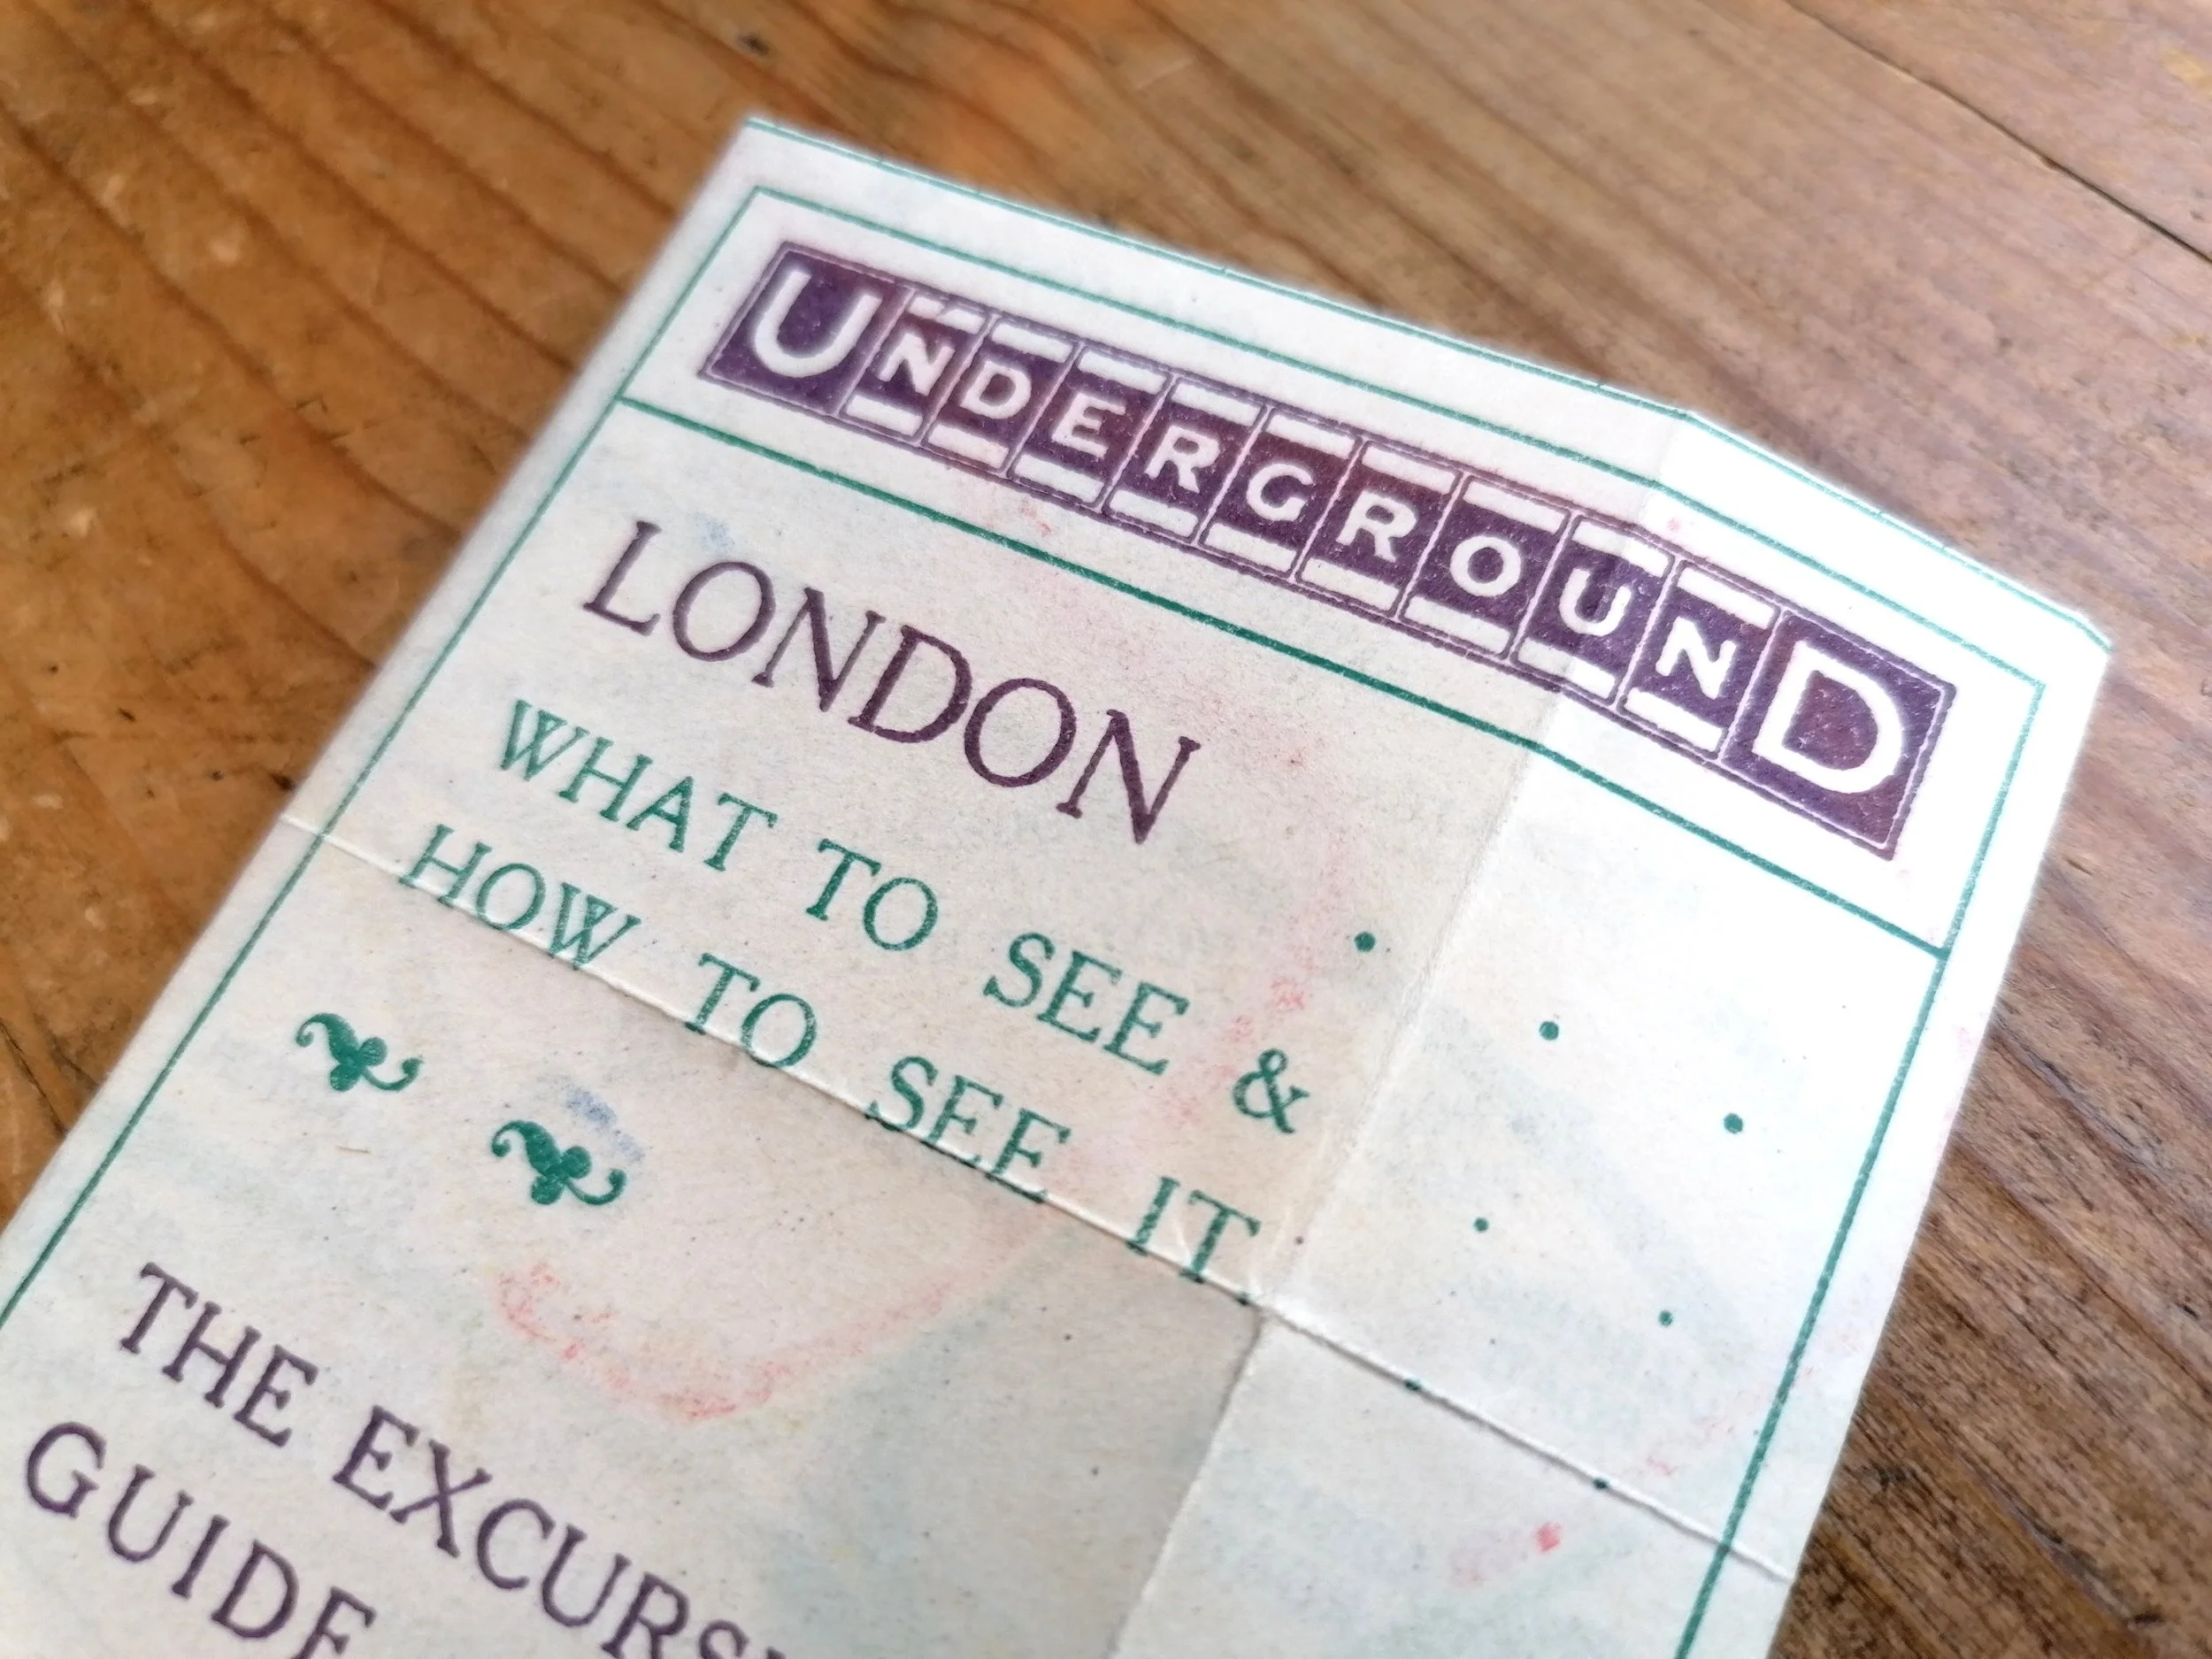 UNDERGROUND
LONDON
WHAT TO SEE &
HOW TO SEE IT
THE
GUIDE